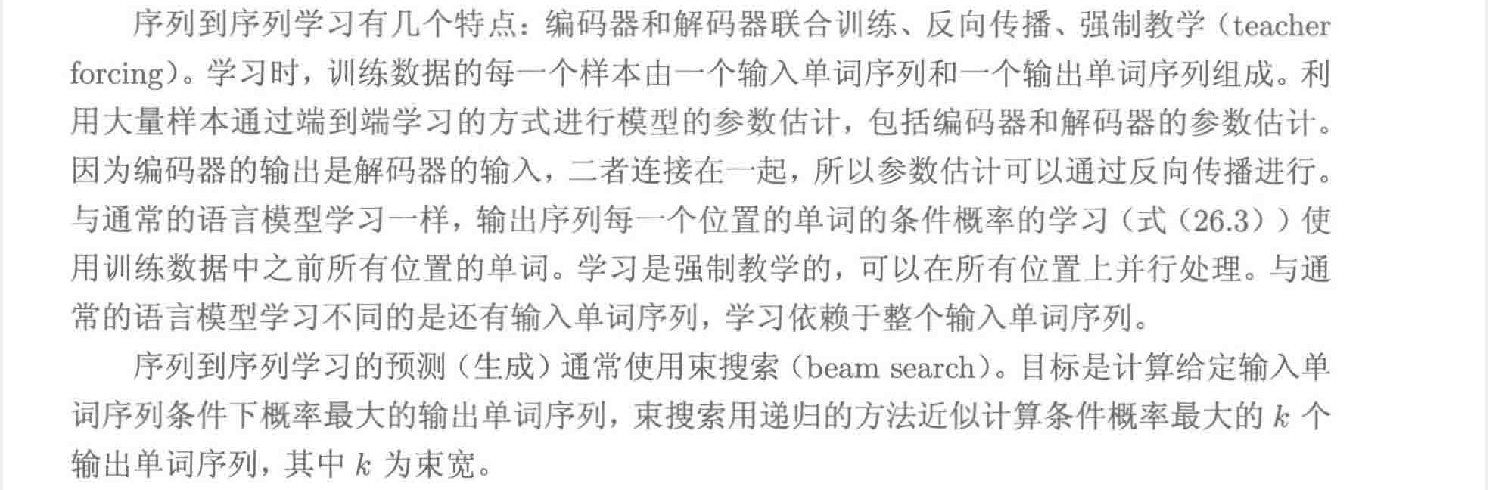 序列到序列学习有几个特点：编码器和解码器联合训练、反向传播、强制教学（teacher
forcing）。学习时，训练数据的每一个样本由一个输入单词序列和一个输出单词序列组成。利
用大量样本通过端到端学习的方式进行模型的参数估计，包括编码器和解码器的参数估计。
因为编码器的输出是解码器的输入，二者连接在一起，所以参数估计可以通过反向传播进行。
与通常的语言模型学习一样，输出序列每一个位置的单词的条件概率的学习（式（26.3））使
用训练数据中之前所有位置的单词。学习是强制教学的，可以在所有位置上并行处理。与通
常的语言模型学习不同的是还有输入单词序列，学习依赖于整个输入单词序列。
序列到序列学习的预测（生成）通常使用束搜索（beam search）。目标是计算给定输入单
词序列条件下概率最大的输出单词序列，束搜索用递归的方法近似计算条件概率最大的 k 个
输出单词序列，其中 k 为束宽。